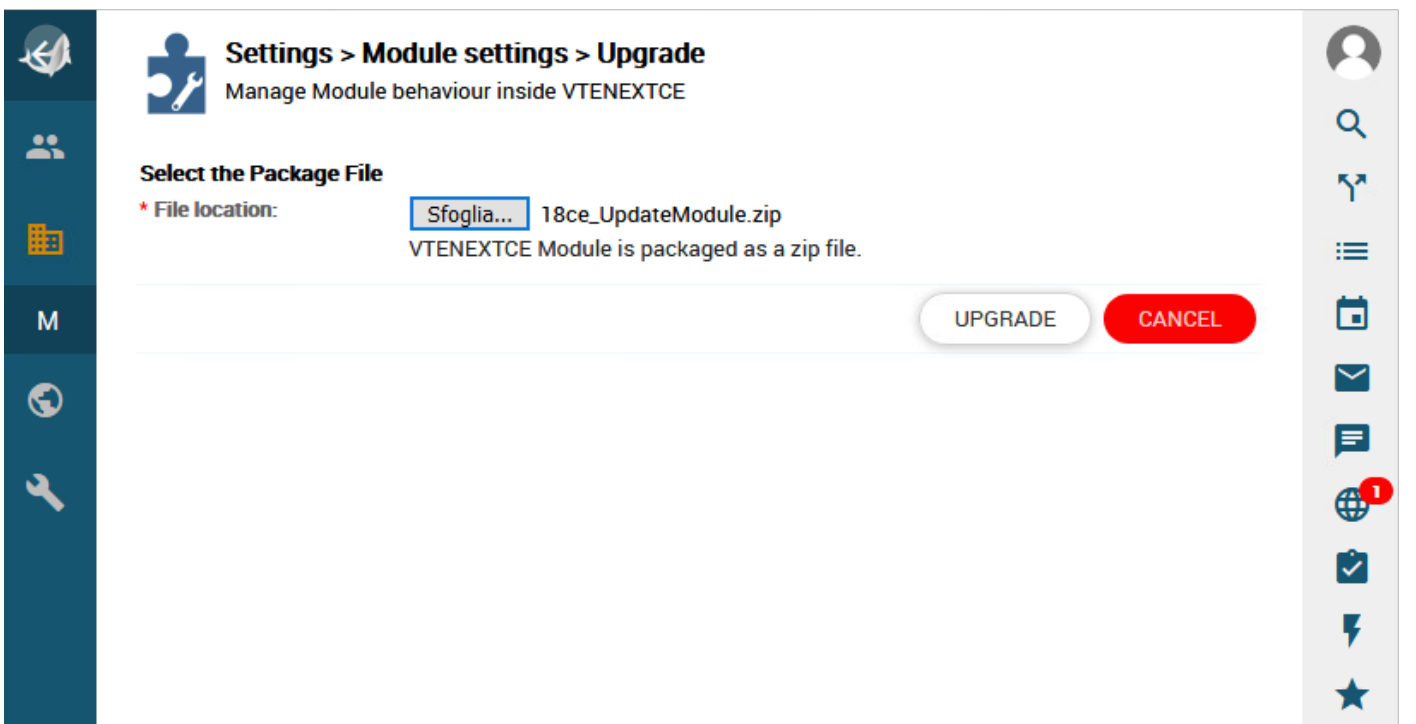 Settings > Module settings > Upgrade
Manage Module behaviour inside VTENEXTCE
Select the Package File
* File location:
Sfoglia... 18ce_UpdateModule.zip
VTENEXTCE Module is packaged as a zip file.
UPGRADE CANCEL
M
1